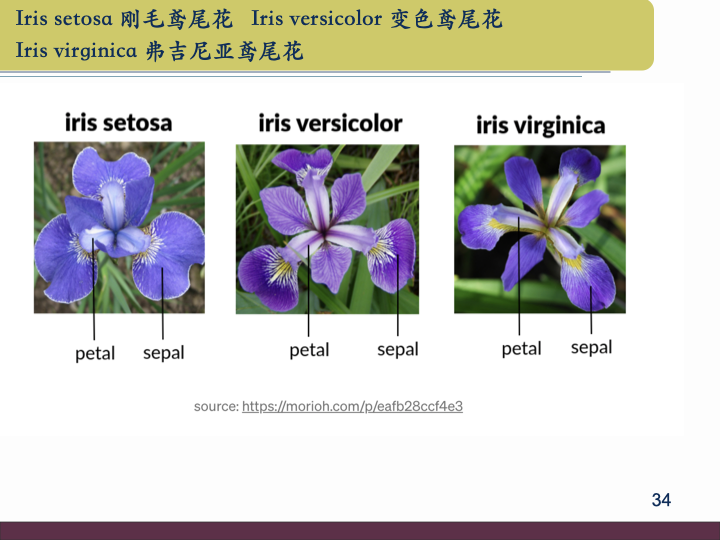 Iris setosa 刚毛鸢尾花 Iris versicolor 变色鸢尾花
Iris virginica 弗吉尼亚鸢尾花
iris setosa
iris versicolor
iris virginica
petal
sepal
petal
sepal
petal
sepal
source: https://morioh.com/p/eafb28ccf4e3
34